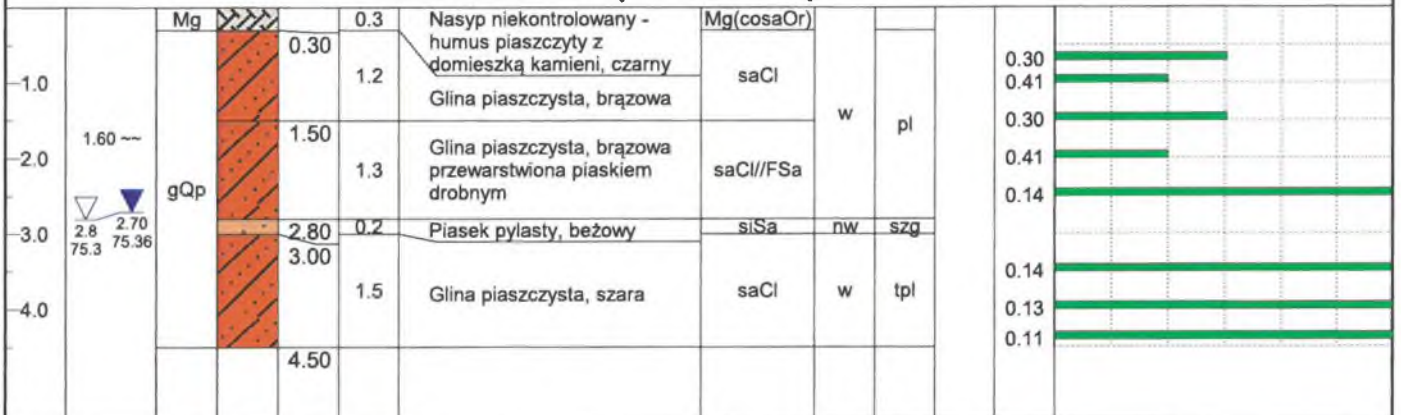 Mg
0.3
Nasyp niekontrolowany -
humus piaszczyty z
domieszką kamieni, czarny
Mg(cosaOr)
0.30
1.2
Glina piaszczysta, brązowa
saCl
-1.0
w
pl
0.30
0.41
0.30
0.41
0.14
1.60 ~~
1.50
-2.0
1.3
Glina piaszczysta, brązowa
przewarstwiona piaskiem
drobnym
saCl//FSa
gQp
2.8
75.3
2.70
75.36
-3.0
2.80
0.2
Piasek pylasty, beżowy
siSa
nw
szg
3.00
1.5
Glina piaszczysta, szara
saCl
w
tpl
0.14
0.13
0.11
-4.0
4.50